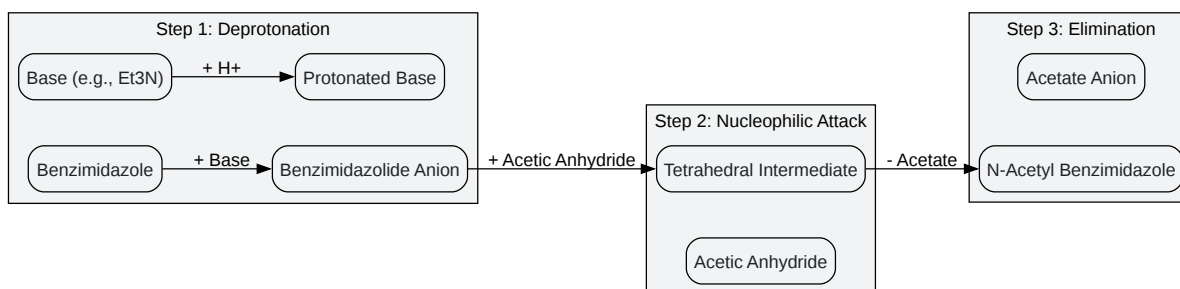 Step 1: Deprotonation
Base (e.g., Et3N)
+ H+
Protonated Base
Benzimidazole
+ Base
Benzimidazolide Anion
+ Acetic Anhydride
Step 2: Nucleophilic Attack
Tetrahedral Intermediate
Acetic Anhydride
- Acetate
Step 3: Elimination
Acetate Anion
N-Acetyl Benzimidazole